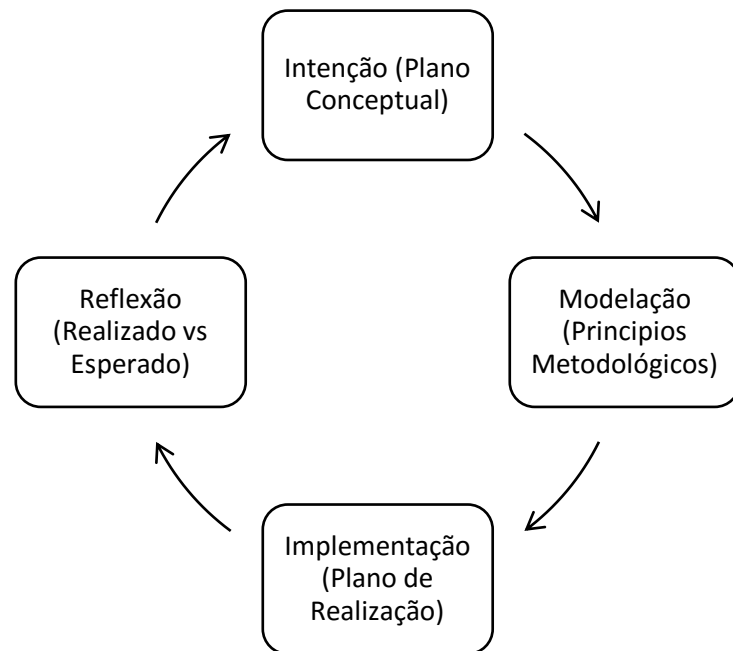 Intenção (Plano
Conceptual)
Modelação
(Principios
Metodológicos)
Implementação
(Plano de
Realização)
Reflexão
(Realizado vs
Esperado)